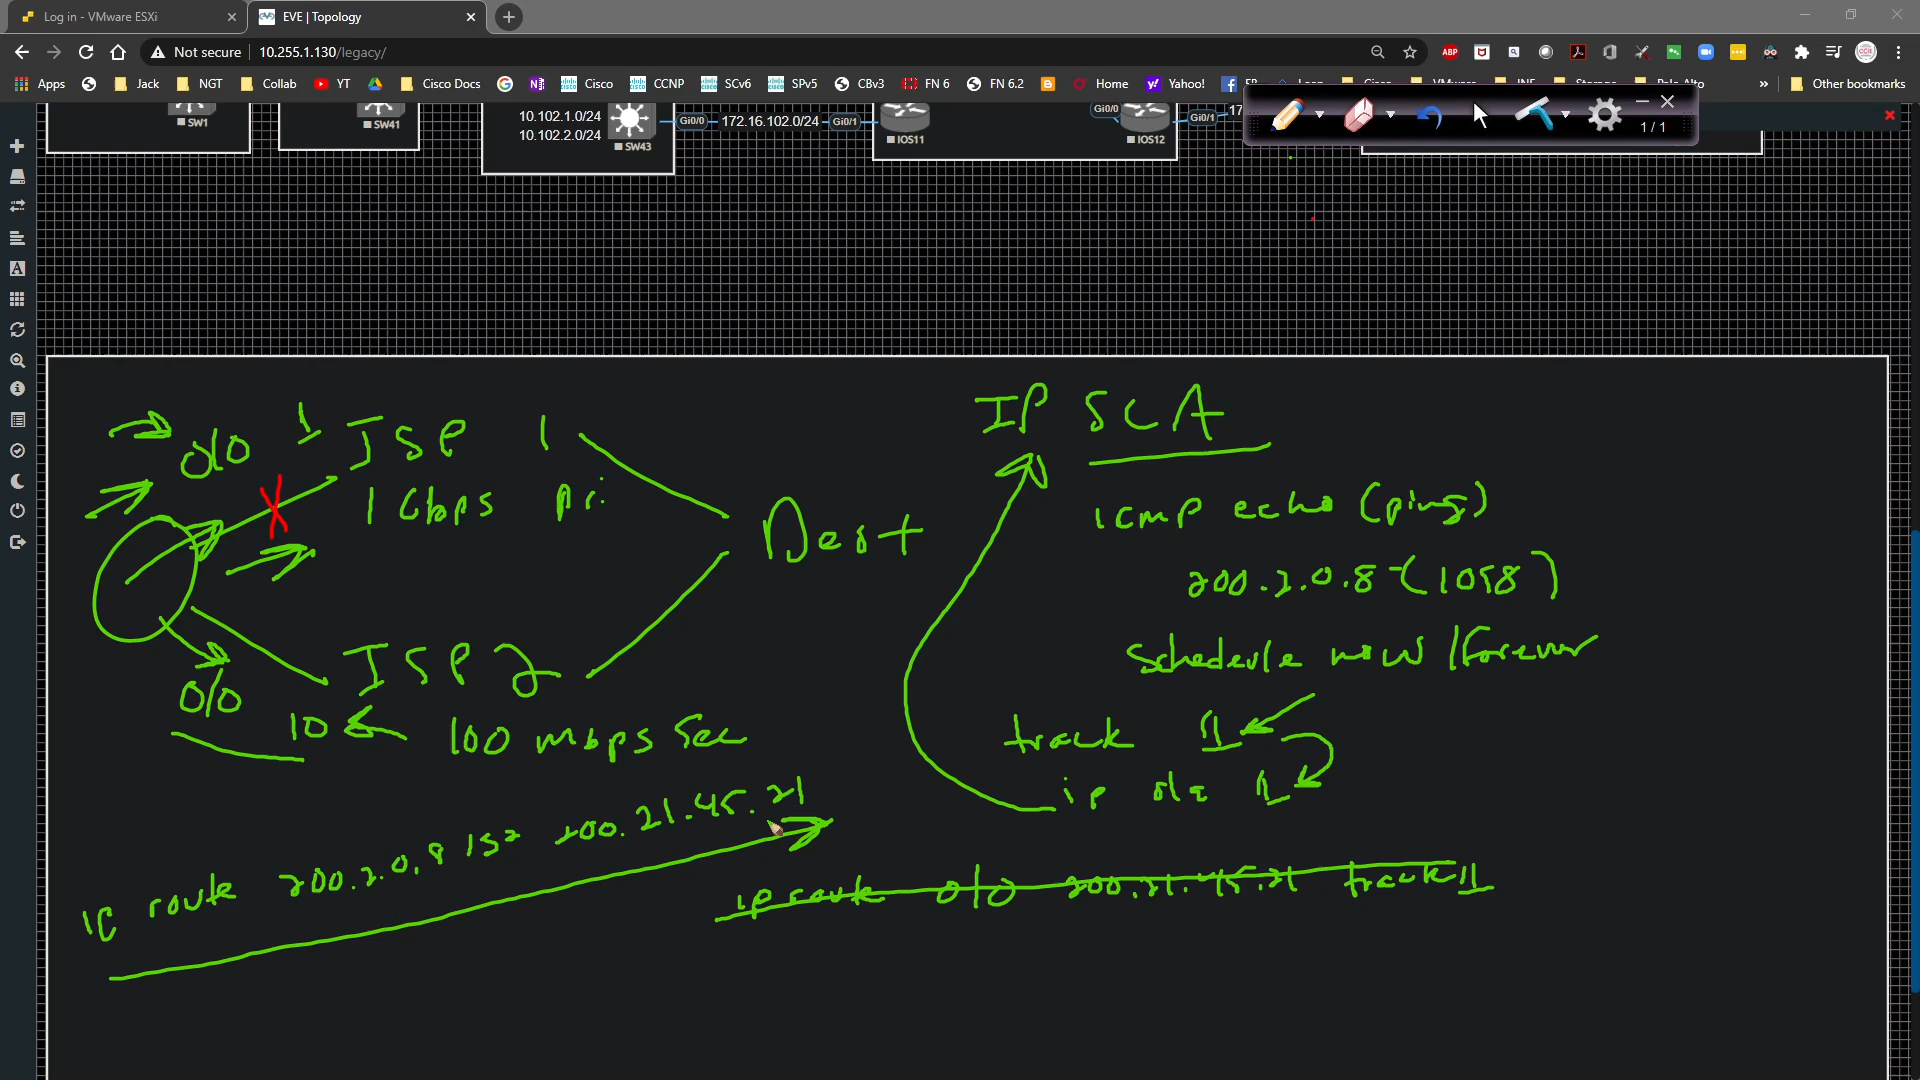 Log in - VMware ESXi
EVE | Topology
Not secure
10.255.1.130/legacy/
ABP
Apps
Jack
NGT
Collab
YT
Cisco Docs
Cisco
CCNP
SCv6
SPv5
CBv3
FN 6
FN 6.2
Home
Yahoo!
»
Other bookmarks
1 / 1
SW1
SW41
10.102.1.0/24
10.102.2.0/24
SW43
Gi0/0
172.16.102.0/24
Gi0/1
IOS11
Gi0/0
IOS12
Gi0/1
0/0 1 ISP 1
1 Gbps Pri
Dest
ISP 2
0/0
10 100 mbps Sec
ip route 200.2.0.8 /32 200.21.45.21
IP SLA
icmp echo (ping)
200.2.0.8 - (10s8)
schedule now / forever
track 11
ip sla 1
ip route 0/0 200.21.45.21 track 11